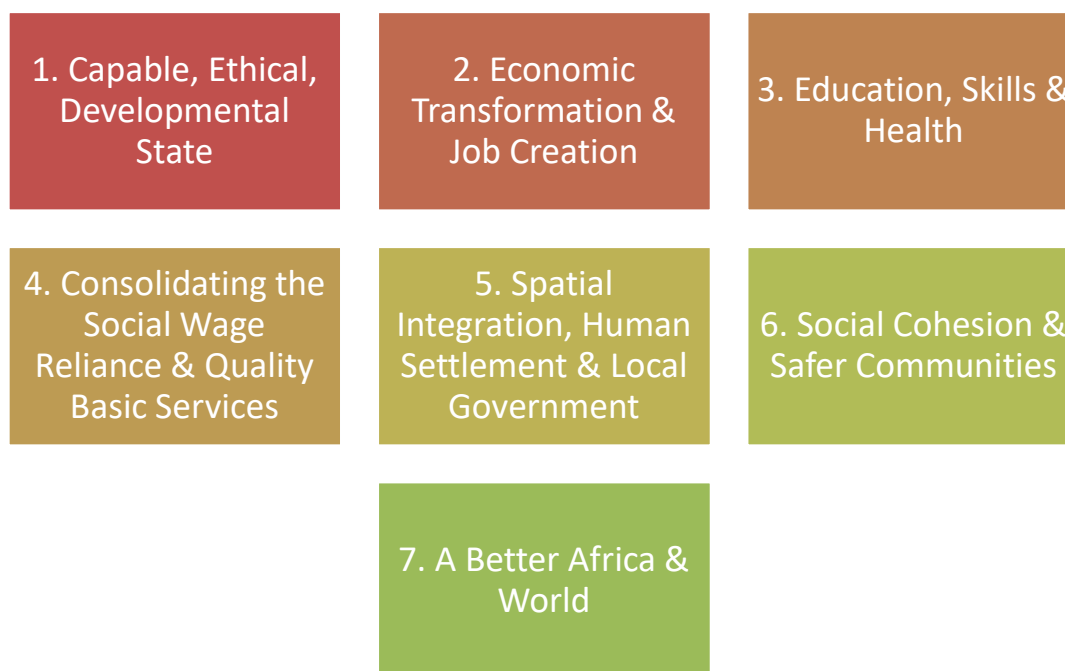 1. Capable, Ethical,
Developmental
State
2. Economic
Transformation &
Job Creation
3. Education, Skills &
Health
4. Consolidating the
Social Wage
Reliance & Quality
Basic Services
5. Spatial
Integration, Human
Settlement & Local
Government
6. Social Cohesion &
Safer Communities
7. A Better Africa &
World